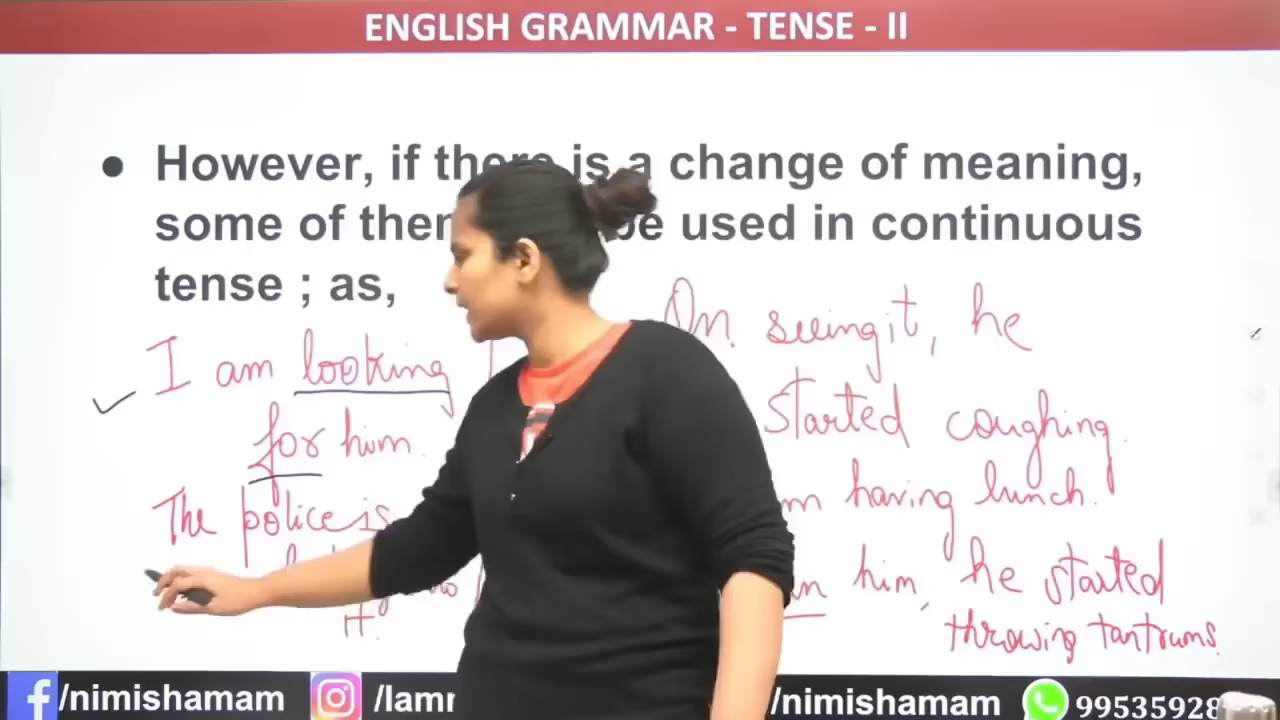 ENGLISH GRAMMAR - TENSE - II
• However, if there is a change of meaning,
some of be used in continuous
tense ; as,
I am looking
for him.
The police is
it.
On seeing it, he
started coughing.
having lunch.
him, he started
throwing tantrums.
/nimishamam
/nimishamam